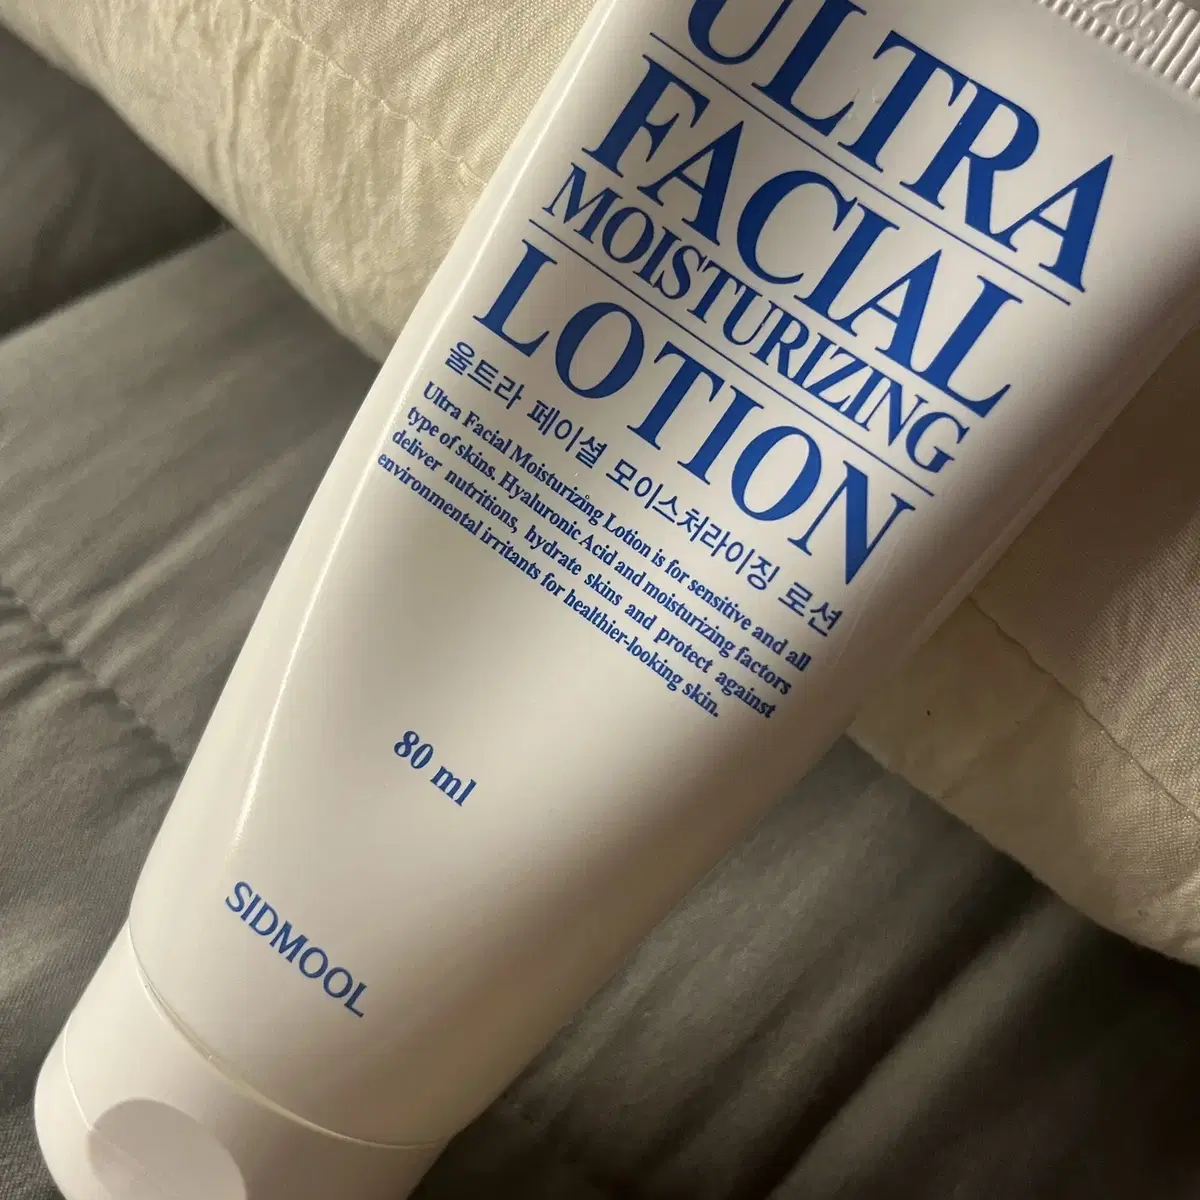 ULTRA
FACIAL
MOISTURIZING
LOTION
울트라 페이셜 모이스처라이징 로션
Ultra Facial Moisturizing Lotion is for sensitive and all
type of skins. Hyaluronic Acid and moisturizing factors
deliver nutritions, hydrate skins and protect against
environmental irritants for healthier-looking skin.
80 ml
SIDMOOL